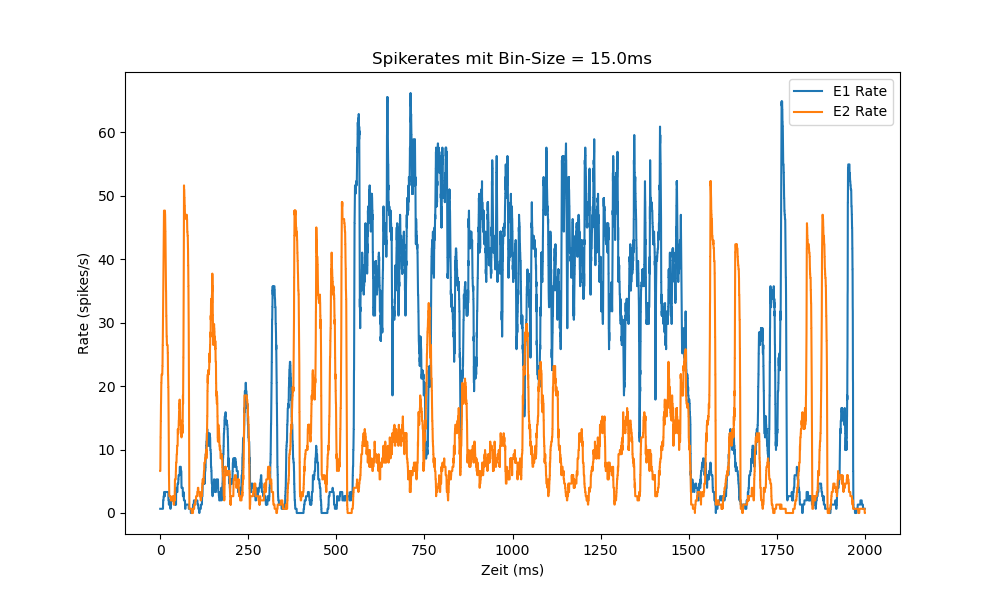 Spikerates mit Bin-Size = 15.0ms
E1 Rate
E2 Rate
Rate (spikes/s)
60
50
40
30
20
10
0
0 250 500 750 1000 1250 1500 1750 2000
Zeit (ms)